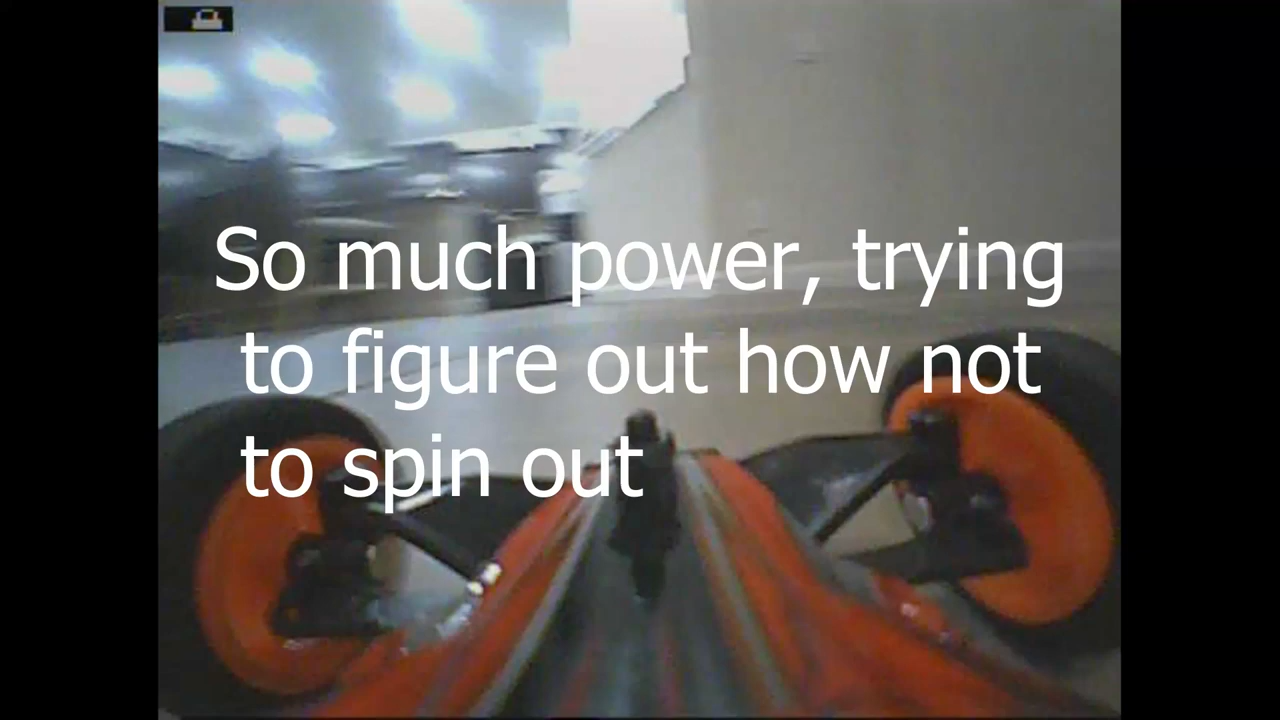 So much power, trying
to figure out how not
to spin out